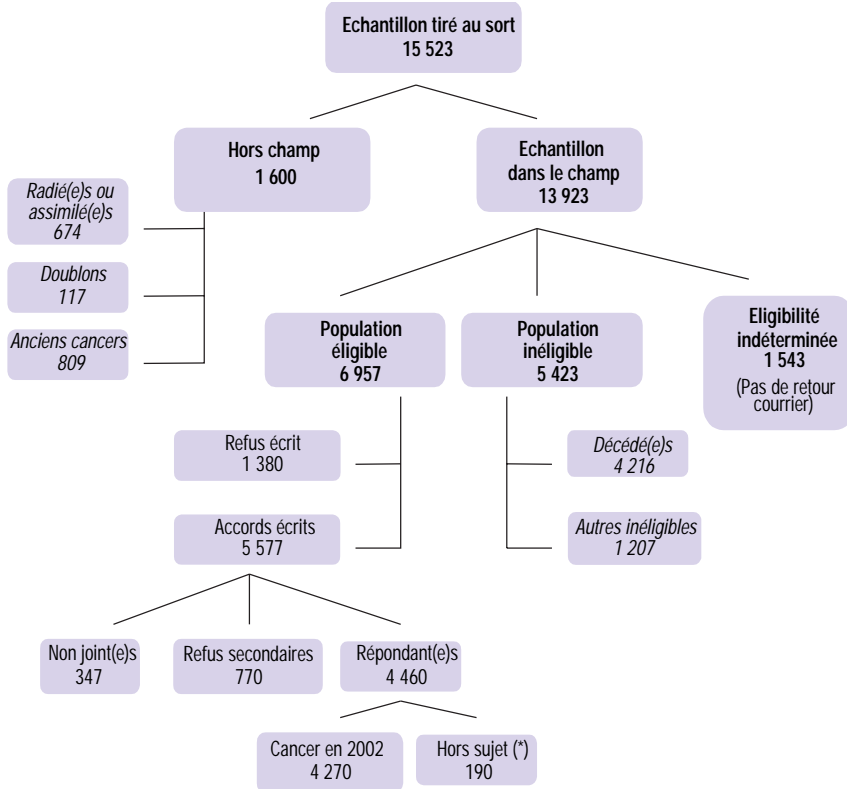 Echantillon tiré au sort
15 523
Hors champ
1 600
Echantillon
dans le champ
13 923
Radié(e)s ou
assimilé(e)s
674
Doublons
117
Anciens cancers
809
Population
éligible
6 957
Population
inéligible
5 423
Eligibilité
indéterminée
1 543
(Pas de retour
courrier)
Refus écrit
1 380
Décédé(e)s
4 216
Accords écrits
5 577
Autres inéligibles
1 207
Non joint(e)s
347
Refus secondaires
770
Répondant(e)s
4 460
Cancer en 2002
4 270
Hors sujet (*)
190